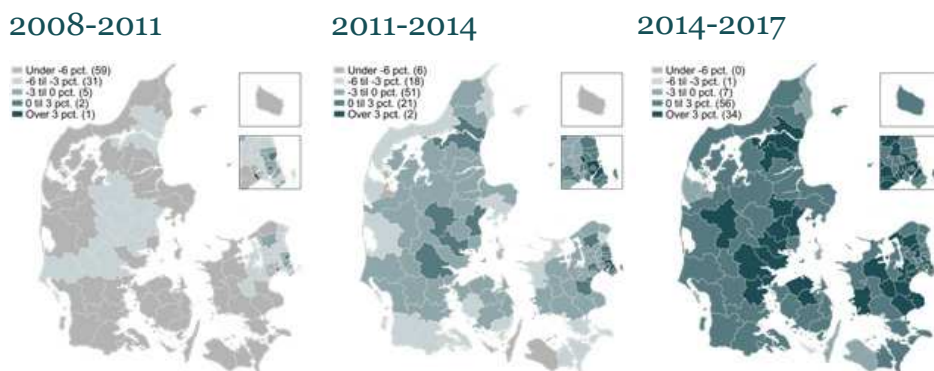 2008-2011
Under -6 pct. (59)
-6 til -3 pct. (31)
-3 til 0 pct. (5)
0 til 3 pct. (2)
Over 3 pct. (1)
2011-2014
Under -6 pct. (6)
-6 til -3 pct. (18)
-3 til 0 pct. (51)
0 til 3 pct. (21)
Over 3 pct. (2)
2014-2017
Under -6 pct. (0)
-6 til -3 pct. (1)
-3 til 0 pct. (7)
0 til 3 pct. (56)
Over 3 pct. (34)